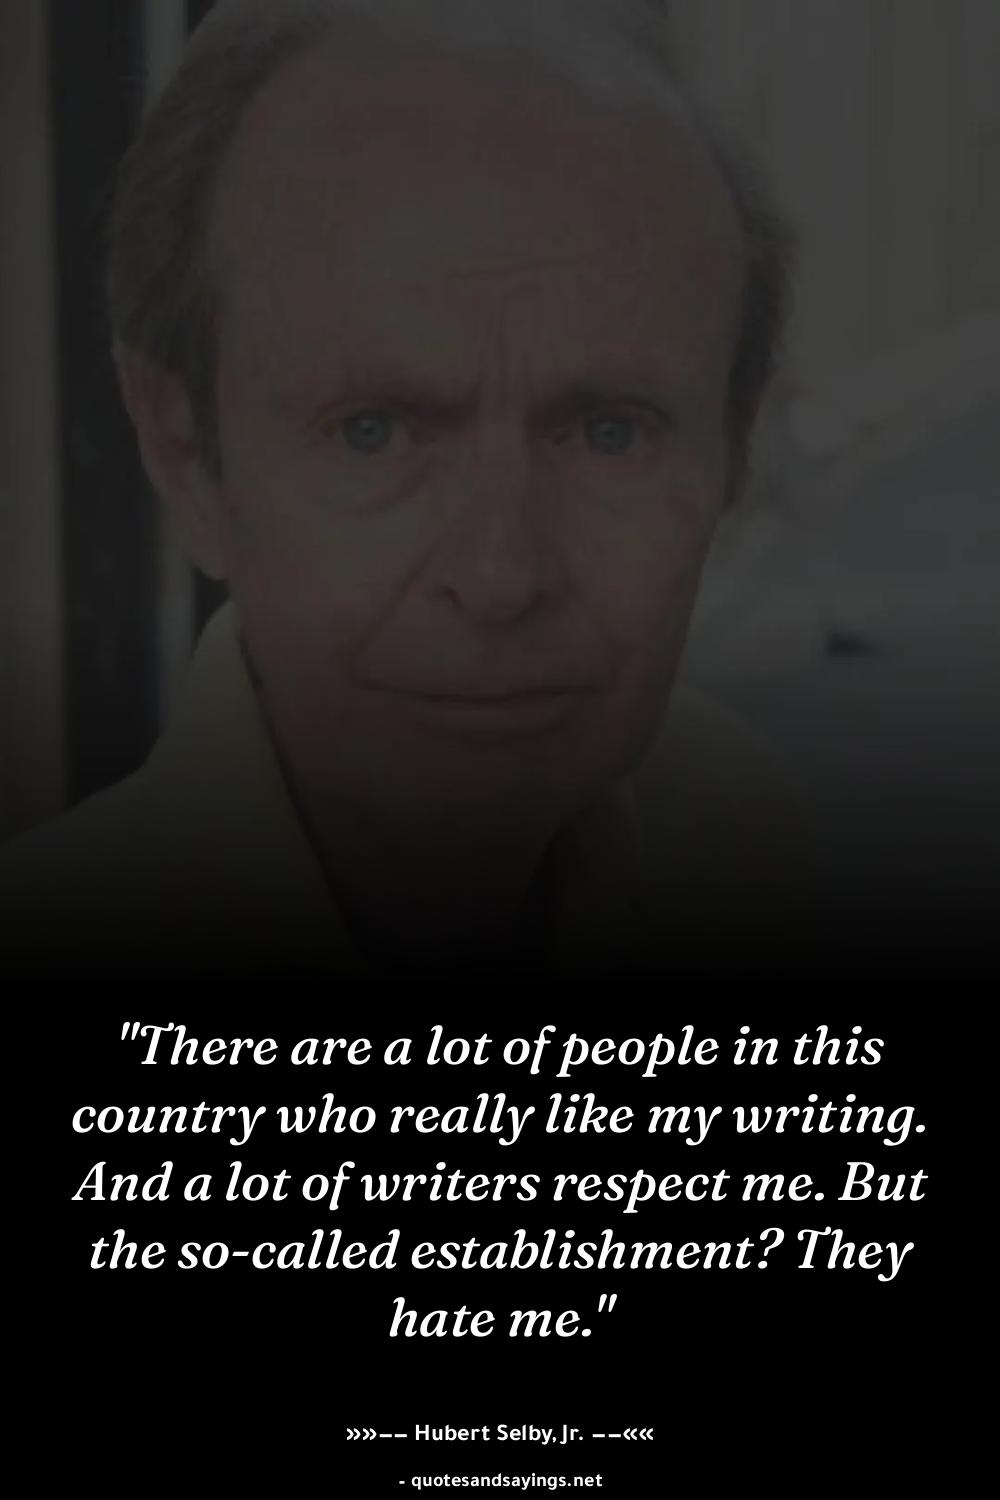 "There are a lot of people in this
country who really like my writing.
And a lot of writers respect me. But
the so-called establishment? They
hate me."
»»—— Hubert Selby, Jr. ——««
- quotesandsayings.net